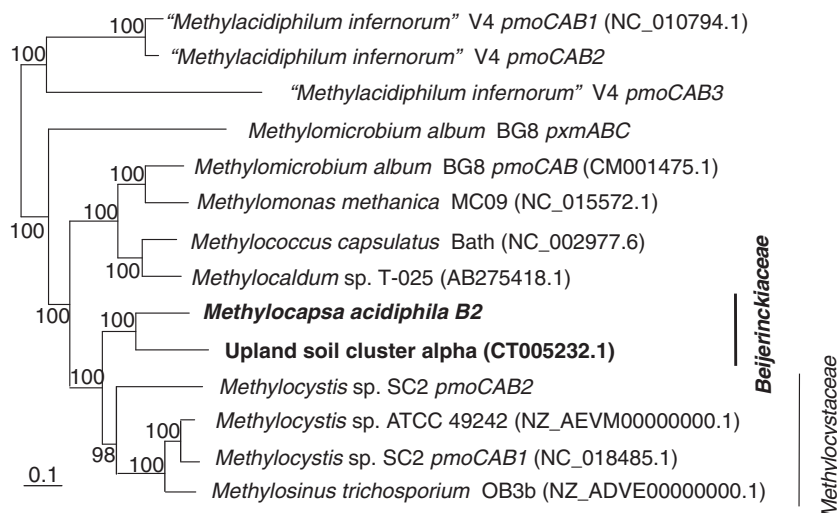 100
"Methylacidiphilum infernorum" V4 pmoCAB1 (NC_010794.1)
100
"Methylacidiphilum infernorum" V4 pmoCAB2
"Methylacidiphilum infernorum" V4 pmoCAB3
Methylomicrobium album BG8 pxmABC
100
Methylomicrobium album BG8 pmoCAB (CM001475.1)
100
Methylomonas methanica MC09 (NC_015572.1)
100
Methylococcus capsulatus Bath (NC_002977.6)
100
Methylocaldum sp. T-025 (AB275418.1)
100
Methylocapsa acidiphila B2
100
Upland soil cluster alpha (CT005232.1)
Beijerinckiaceae
100
Methylocystis sp. SC2 pmoCAB2
Methylocystis sp. ATCC 49242 (NZ_AEVM00000000.1)
100
98
Methylocystis sp. SC2 pmoCAB1 (NC_018485.1)
100
Methylosinus trichosporium OB3b (NZ_ADVE00000000.1)
Methylocystaceae
0.1